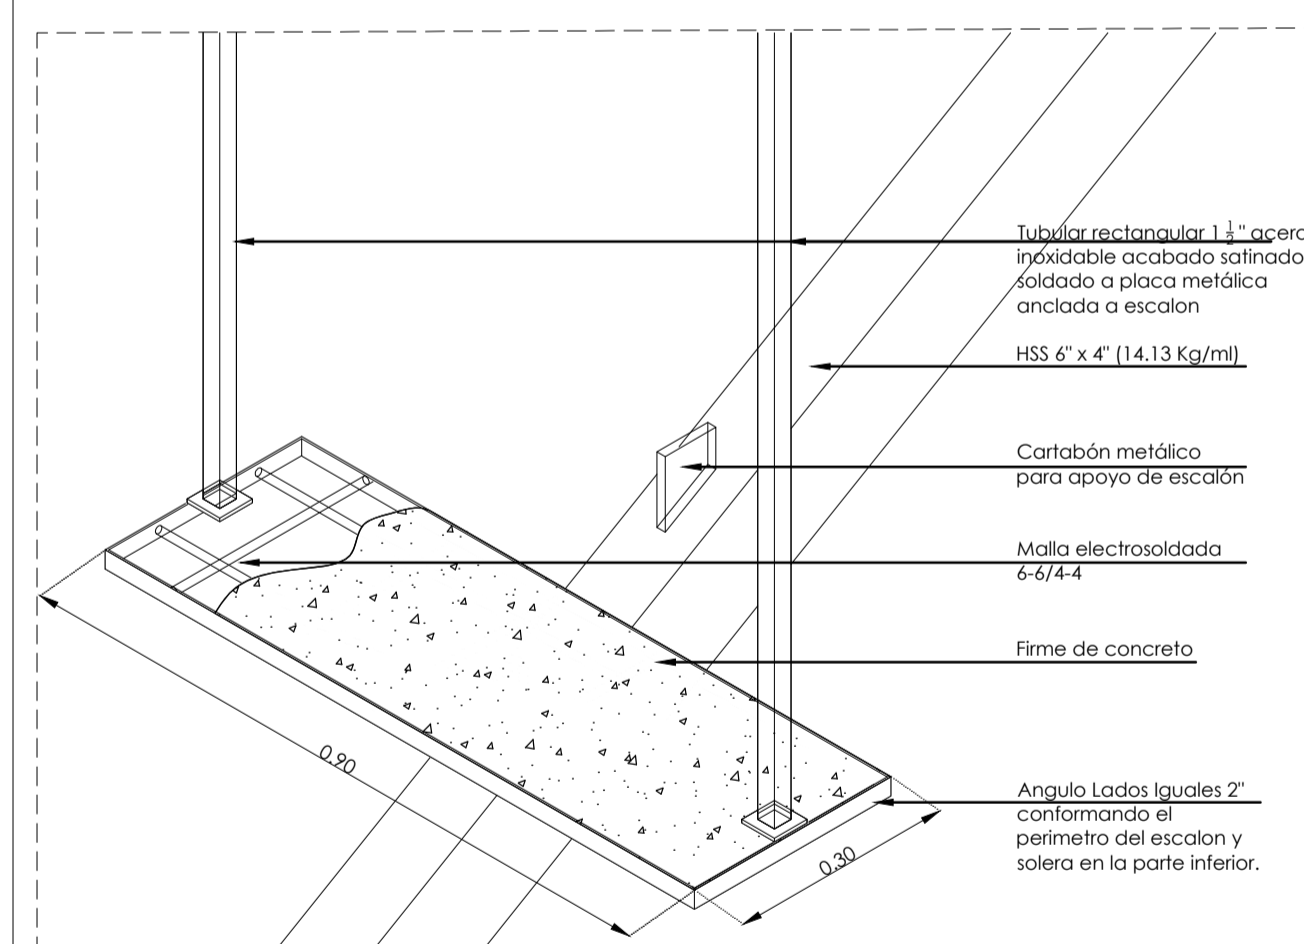 Tubular rectangular 1 ½" acero
inoxidable acabado satinado
soldado a placa metálica
anclada a escalon
HSS 6" x 4" (14.13 Kg/ml)
Cartabón metálico
para apoyo de escalón
Malla electrosoldada
6-6/4-4
Firme de concreto
0.90
Angulo Lados Iguales 2"
conformando el
perimetro del escalon y
solera en la parte inferior.
0.30